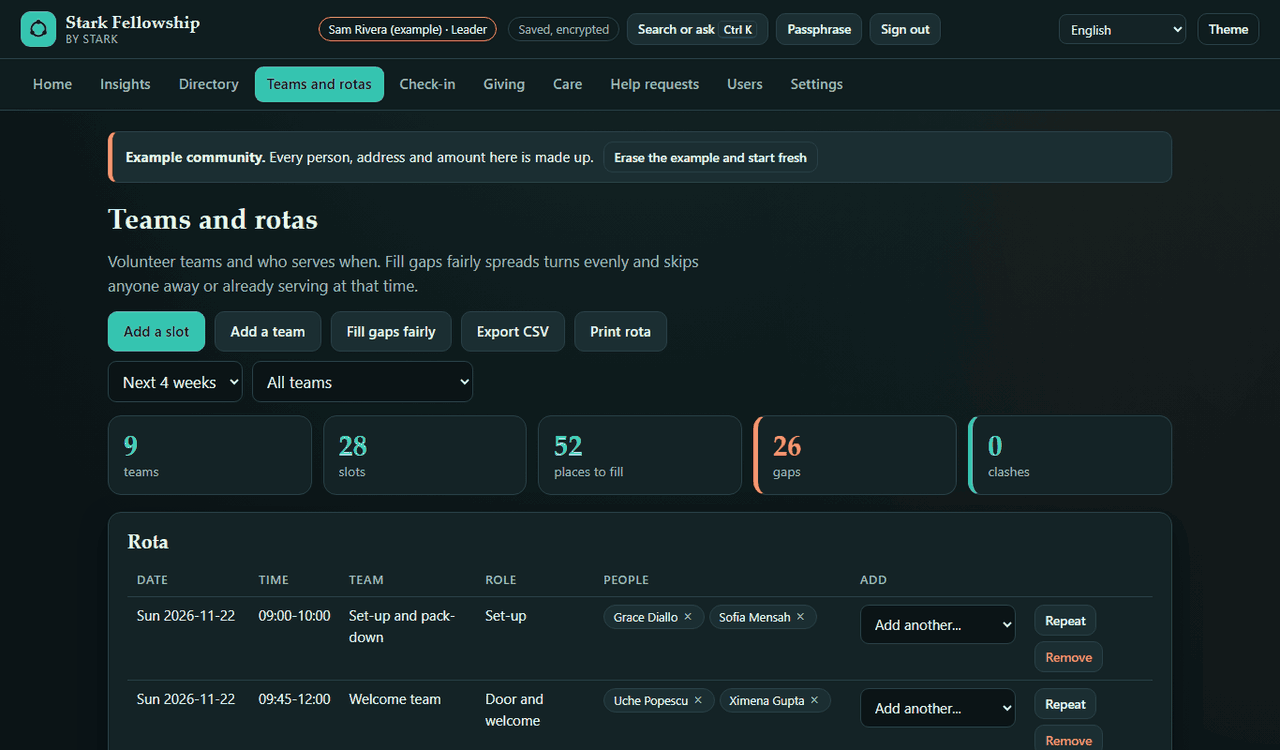 Stark Fellowship
BY STARK
Sam Rivera (example) · Leader
Saved, encrypted
Search or ask Ctrl K
Passphrase
Sign out
English
Theme
Home
Insights
Directory
Teams and rotas
Check-in
Giving
Care
Help requests
Users
Settings
Example community. Every person, address and amount here is made up.
Erase the example and start fresh
Teams and rotas
Volunteer teams and who serves when. Fill gaps fairly spreads turns evenly and skips
anyone away or already serving at that time.
Add a slot
Add a team
Fill gaps fairly
Export CSV
Print rota
Next 4 weeks
All teams
9
teams
28
slots
52
places to fill
26
gaps
0
clashes
Rota
DATE TIME TEAM ROLE PEOPLE ADD
Sun 2026-11-22 09:00-10:00 Set-up and pack- Set-up Grace Diallo × Sofia Mensah × Add another... Repeat
down
Remove
Sun 2026-11-22 09:45-12:00 Welcome team Door and Uche Popescu × Ximena Gupta × Add another... Repeat
welcome
Remove